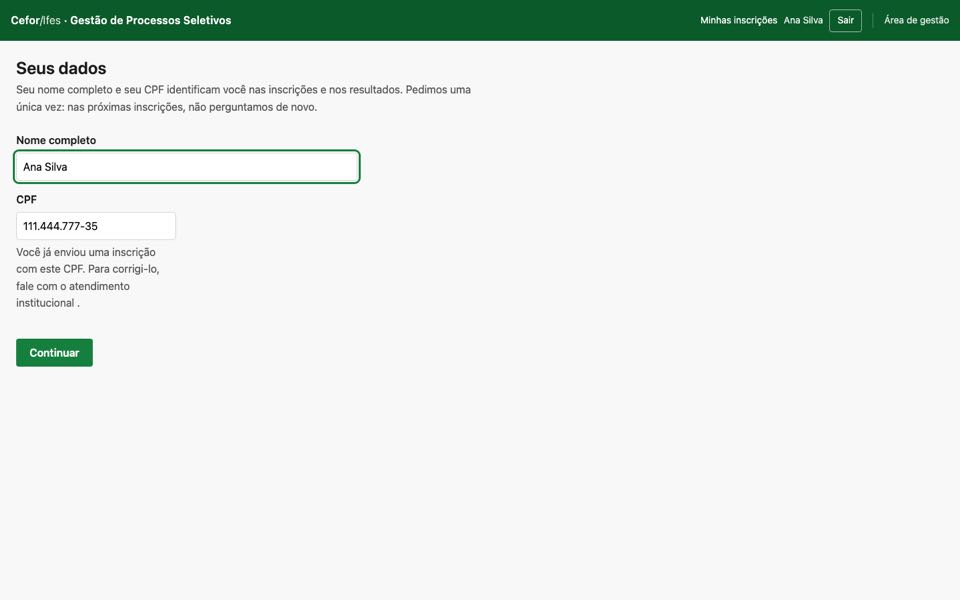 Cefor/Ifes · Gestão de Processos Seletivos
Minhas inscrições Ana Silva Sair Área de gestão
Seus dados
Seu nome completo e seu CPF identificam você nas inscrições e nos resultados. Pedimos uma
única vez: nas próximas inscrições, não perguntamos de novo.
Nome completo
Ana Silva
CPF
111.444.777-35
Você já enviou uma inscrição
com este CPF. Para corrigi-lo,
fale com o atendimento
institucional .
Continuar